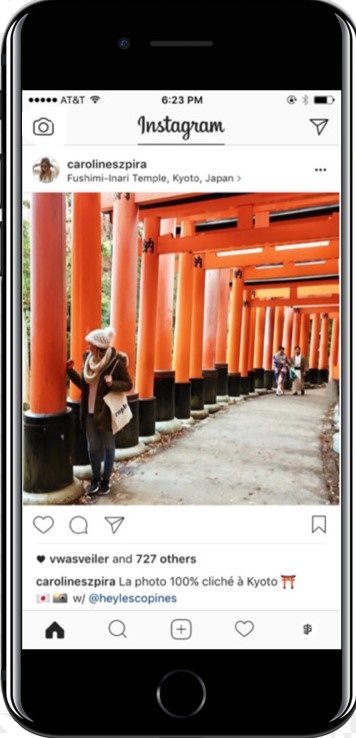 AT&T 6:23 PM
Instagram
carolineszpira
Fushimi-Inari Temple, Kyoto, Japan >
vwasveiler and 727 others
carolineszpira La photo 100% cliché à Kyoto ⛩️
🇯🇵 📸 w/ @heylescopines